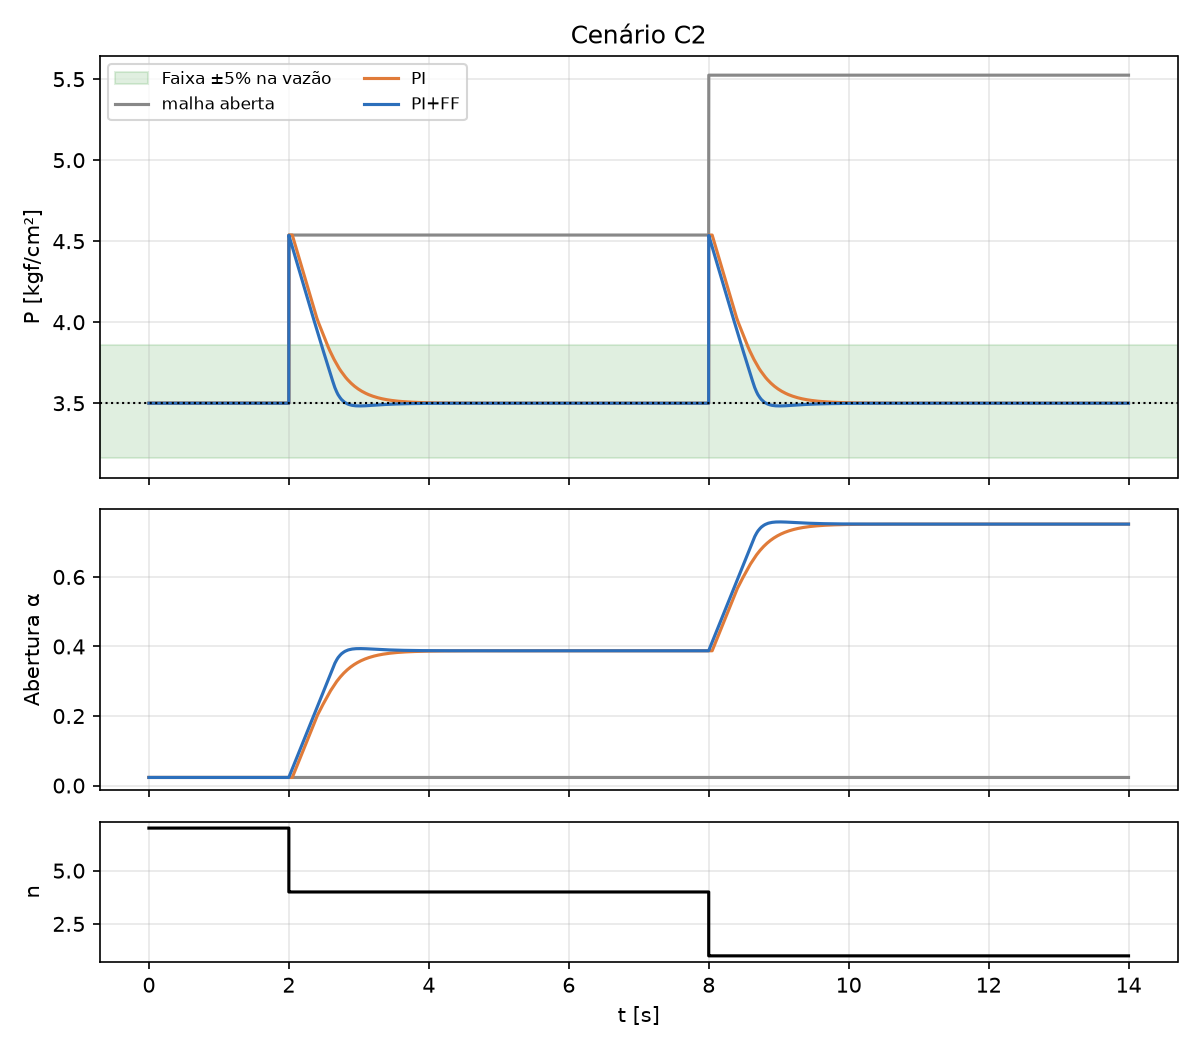 Cenário C2
Faixa ±5% na vazão
malha aberta
PI
PI+FF
P [kgf/cm²]
5.5
5.0
4.5
4.0
3.5
Abertura α
0.6
0.4
0.2
0.0
n
5.0
2.5
0 2 4 6 8 10 12 14
t [s]